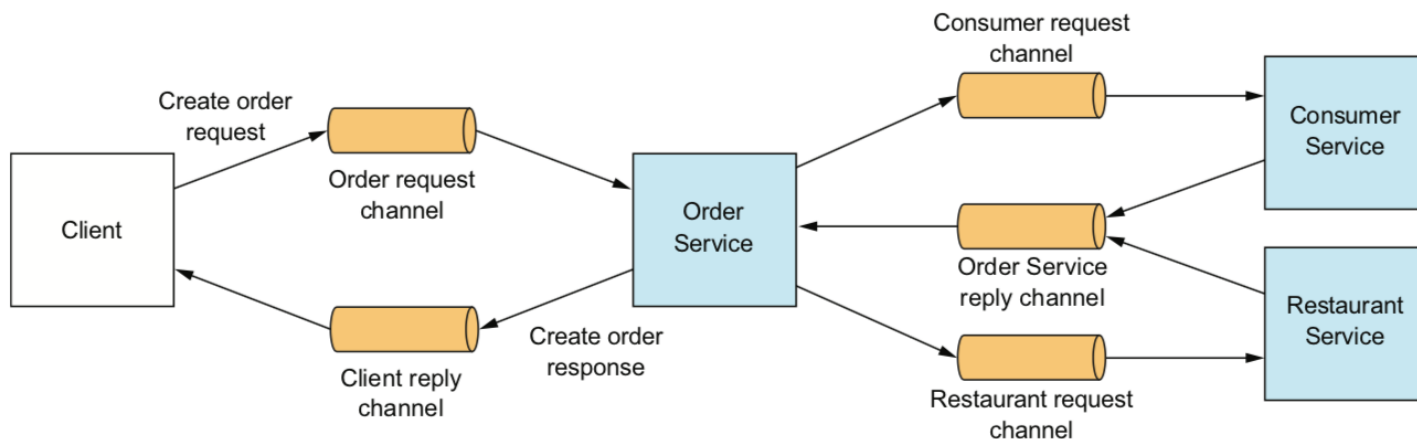 Create order
request
Order request
channel
Client
Client reply
channel
Create order
response
Order
Service
Consumer request
channel
Order Service
reply channel
Restaurant request
channel
Consumer
Service
Restaurant
Service